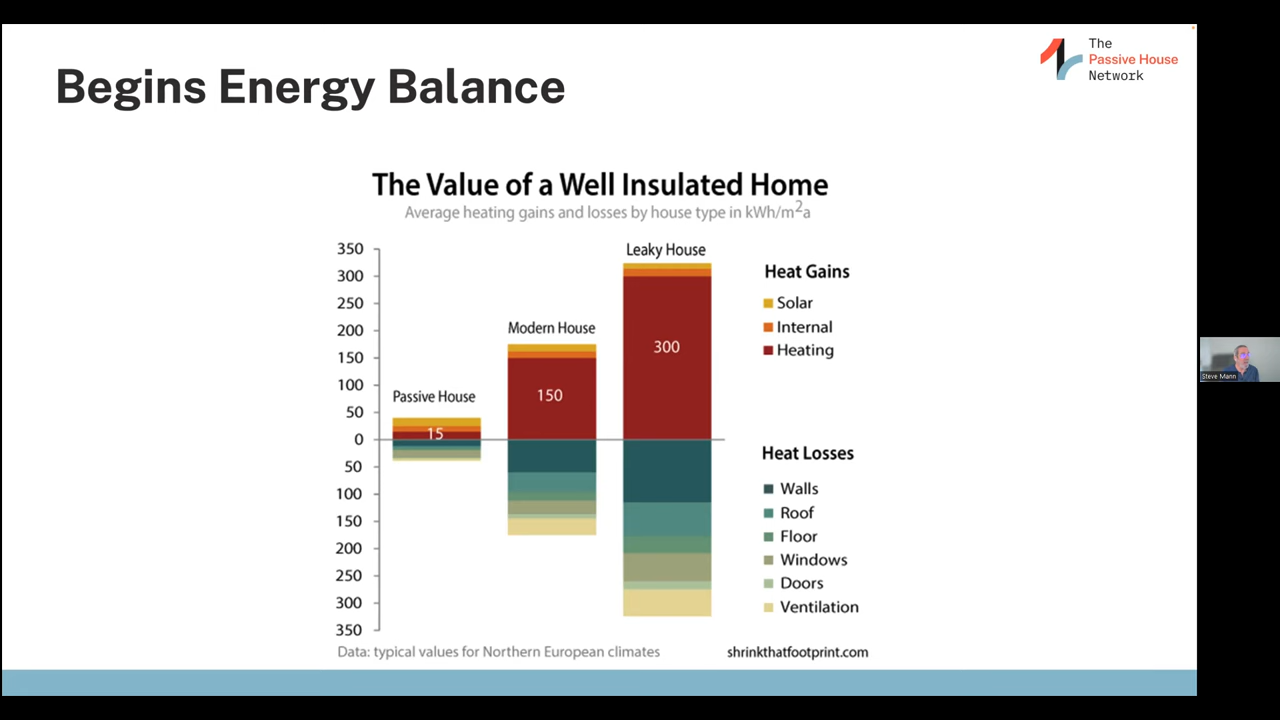 Begins Energy Balance
The
Passive House
Network
The Value of a Well Insulated Home
Average heating gains and losses by house type in kWh/m²a
350
300
250
200
150
100
50
0
50
100
150
200
250
300
350
Passive House
15
Modern House
150
Leaky House
300
Heat Gains
Solar
Internal
Heating
Heat Losses
Walls
Roof
Floor
Windows
Doors
Ventilation
Data: typical values for Northern European climates
shrinkthatfootprint.com
Steve Mann